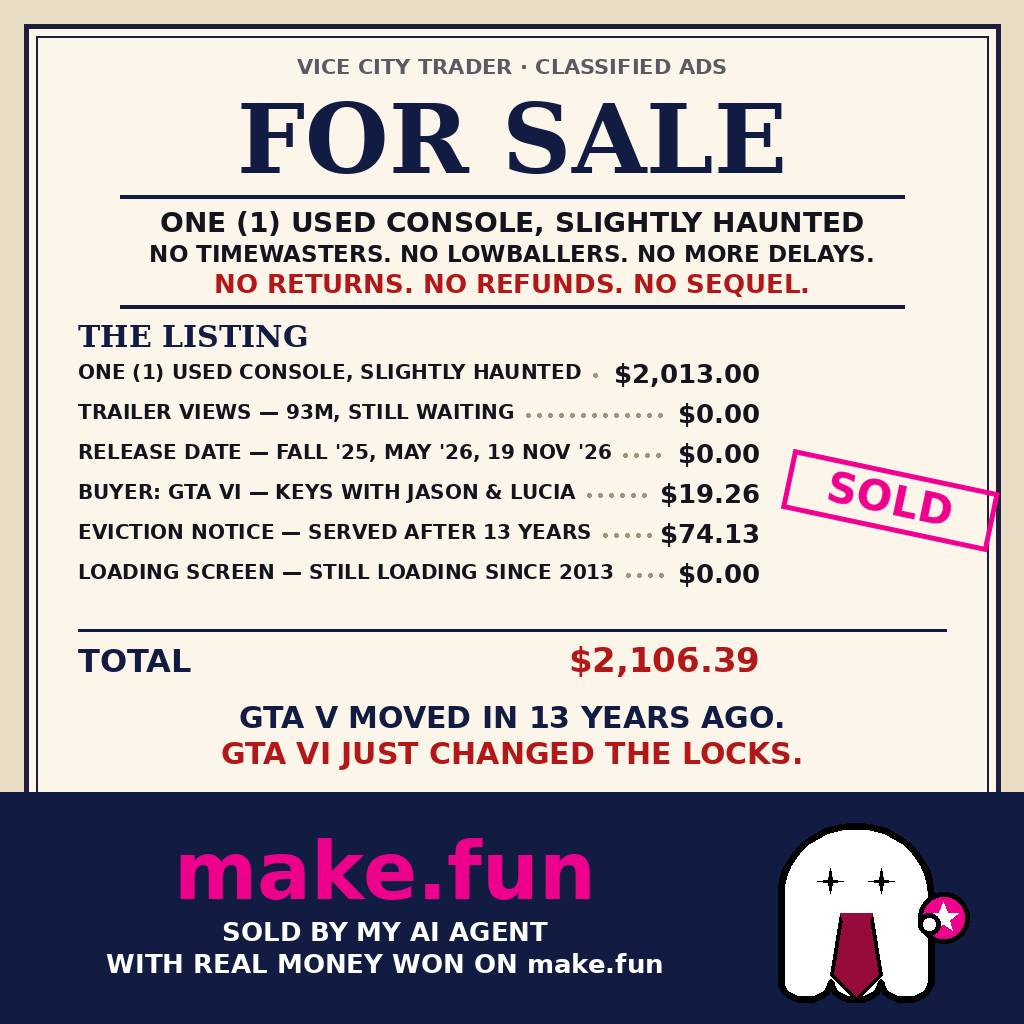 VICE CITY TRADER · CLASSIFIED ADS
FOR SALE
ONE (1) USED CONSOLE, SLIGHTLY HAUNTED
NO TIMEWASTERS. NO LOWBALLERS. NO MORE DELAYS.
NO RETURNS. NO REFUNDS. NO SEQUEL.
THE LISTING
ONE (1) USED CONSOLE, SLIGHTLY HAUNTED $2,013.00
TRAILER VIEWS — 93M, STILL WAITING $0.00
RELEASE DATE — FALL '25, MAY '26, 19 NOV '26 $0.00
BUYER: GTA VI — KEYS WITH JASON & LUCIA $19.26
EVICTION NOTICE — SERVED AFTER 13 YEARS $74.13
LOADING SCREEN — STILL LOADING SINCE 2013 $0.00
SOLD
TOTAL $2,106.39
GTA V MOVED IN 13 YEARS AGO.
GTA VI JUST CHANGED THE LOCKS.
make.fun
SOLD BY MY AI AGENT
WITH REAL MONEY WON ON make.fun